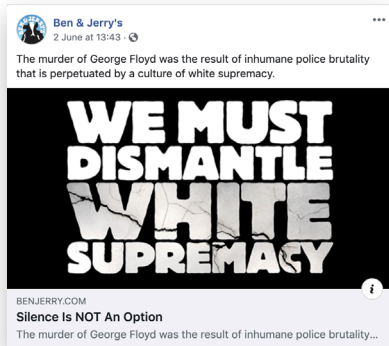 Ben & Jerry's
2 June at 13:43 ·
The murder of George Floyd was the result of inhumane police brutality
that is perpetuated by a culture of white supremacy.
WE MUST
DISMANTLE
WHITE
SUPREMACY
BENJERRY.COM
Silence Is NOT An Option
The murder of George Floyd was the result of inhumane police brutality...